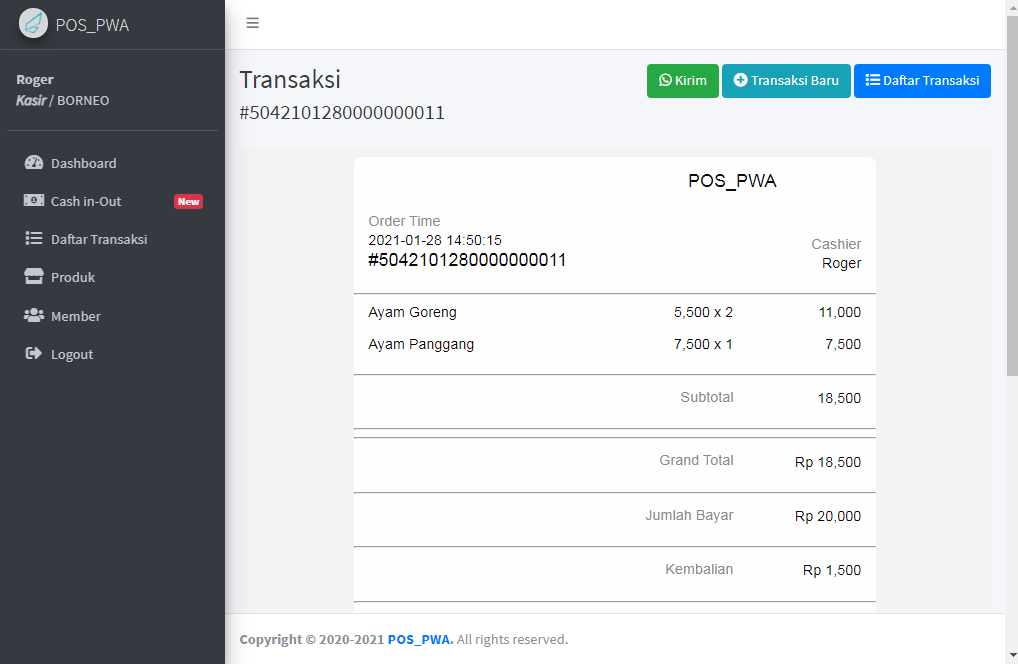 POS_PWA
Roger
Kasir / BORNEO
Dashboard
Cash in-Out New
Daftar Transaksi
Produk
Member
Logout
Transaksi
#5042101280000000011
Kirim
Transaksi Baru
Daftar Transaksi
POS_PWA
Order Time
2021-01-28 14:50:15
#5042101280000000011
Cashier
Roger
Ayam Goreng 5,500 x 2 11,000
Ayam Panggang 7,500 x 1 7,500
Subtotal 18,500
Grand Total Rp 18,500
Jumlah Bayar Rp 20,000
Kembalian Rp 1,500
Copyright © 2020-2021 POS_PWA. All rights reserved.